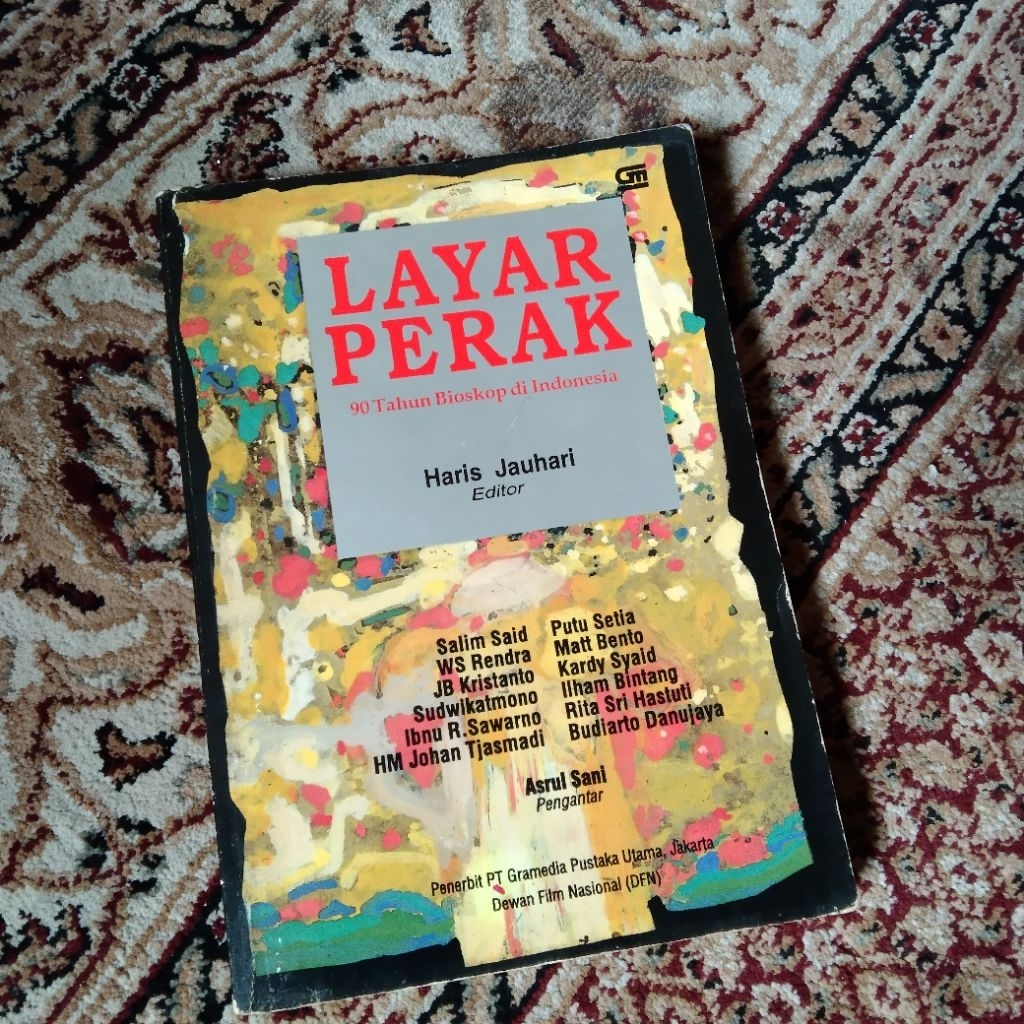 LAYAR
PERAK
90 Tahun Bioskop di Indonesia
Haris Jauhari
Editor
Salim Said
WS Rendra
JB Kristanto
Sudwikatmono
Ibnu R.Sawarno
HM Johan Tjasmadi
Putu Setia
Matt Bento
Kardy Syaid
Ilham Bintang
Rita Sri Hastuti
Budiarto Danujaya
Asrul Sani
Pengantar
Penerbit PT Gramedia Pustaka Utama, Jakarta
Dewan Film Nasional (DFN)